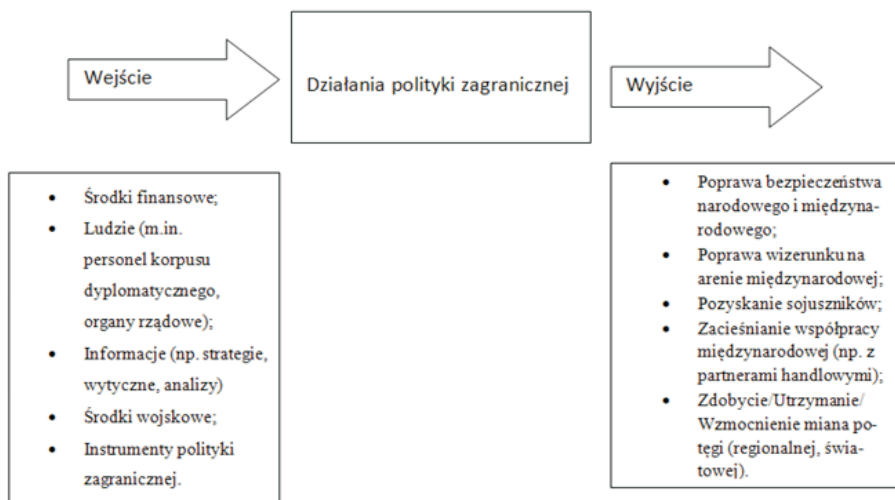 Wejście
Działania polityki zagranicznej
Wyjście
• Środki finansowe;
• Ludzie (m.in.
personel korpusu
dyplomatycznego,
organy rządowe);
• Informacje (np. strategie,
wytyczne, analizy)
• Środki wojskowe;
• Instrumenty polityki
zagranicznej.
• Poprawa bezpieczeństwa
narodowego i międzyna-
rodowego;
• Poprawa wizerunku na
arenie międzynarodowej;
• Pozyskanie sojuszników;
• Zacieśnianie współpracy
międzynarodowej (np. z
partnerami handlowymi);
• Zdobycie/Utrzymanie/
Wzmocnienie miana po-
tęgi (regionalnej, świa-
towej).